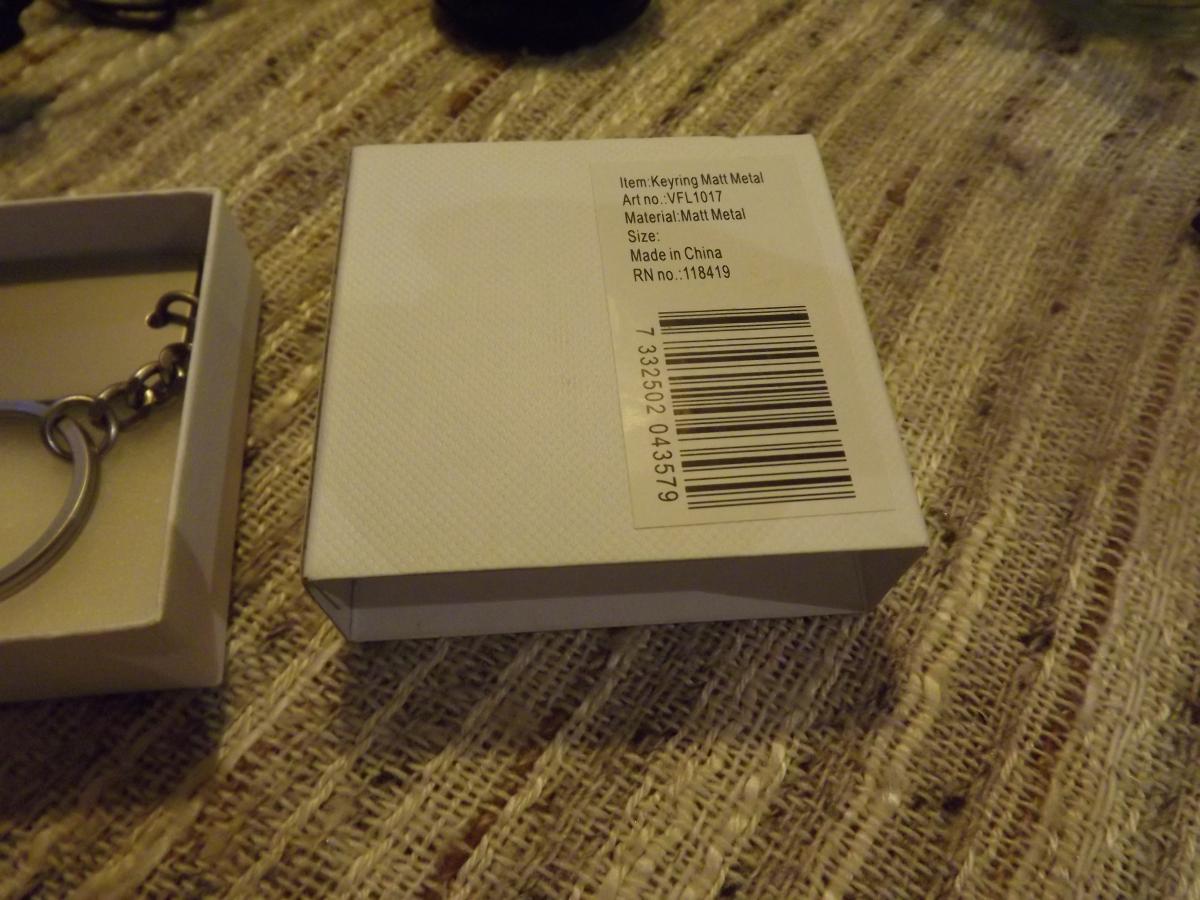 Item:Keyring Matt Metal
Art no.:VFL1017
Material:Matt Metal
Size:
Made in China
RN no.:118419
7 332502 043579